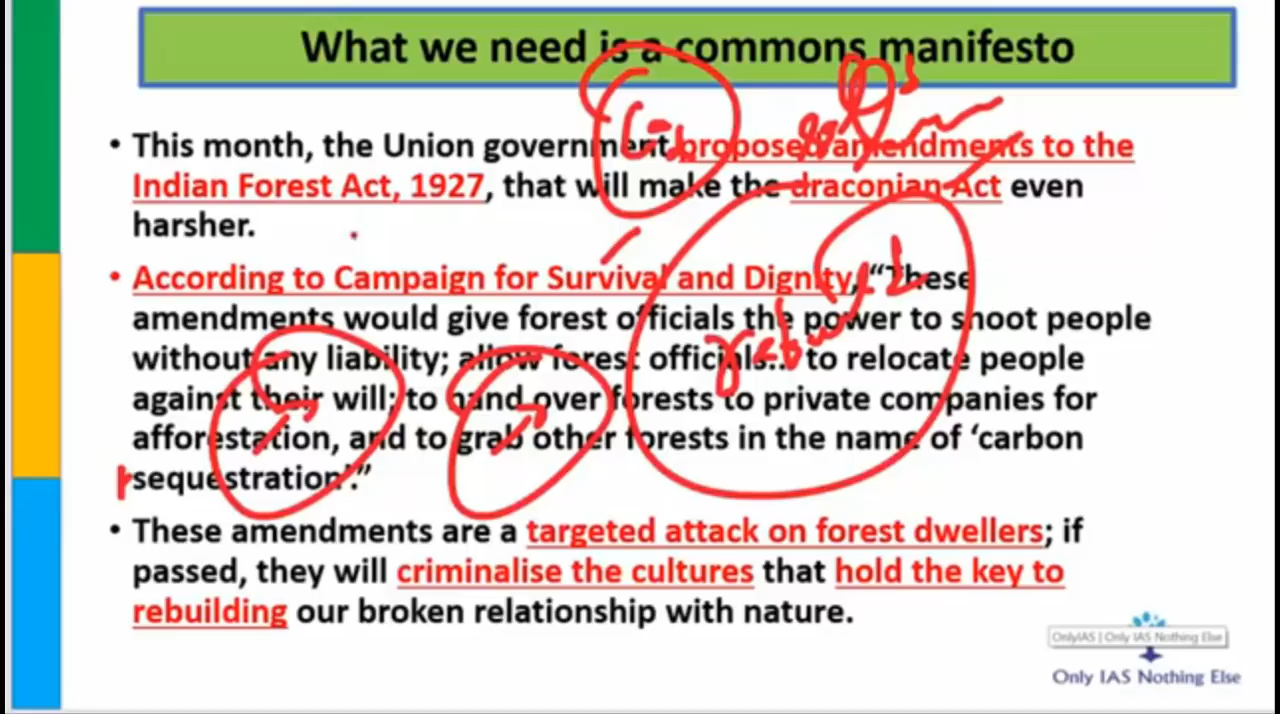 What we need is a commons manifesto
• This month, the Union government proposed amendments to the
Indian Forest Act, 1927, that will make the draconian Act even
harsher.
• According to Campaign for Survival and Dignity, “These
amendments would give forest officials the power to shoot people
without any liability; allow forest officials... to relocate people
against their will; to hand over forests to private companies for
afforestation, and to grab other forests in the name of ‘carbon
sequestration’.”
• These amendments are a targeted attack on forest dwellers; if
passed, they will criminalise the cultures that hold the key to
rebuilding our broken relationship with nature.
OnlyIAS | Only IAS Nothing Else
Only IAS Nothing Else